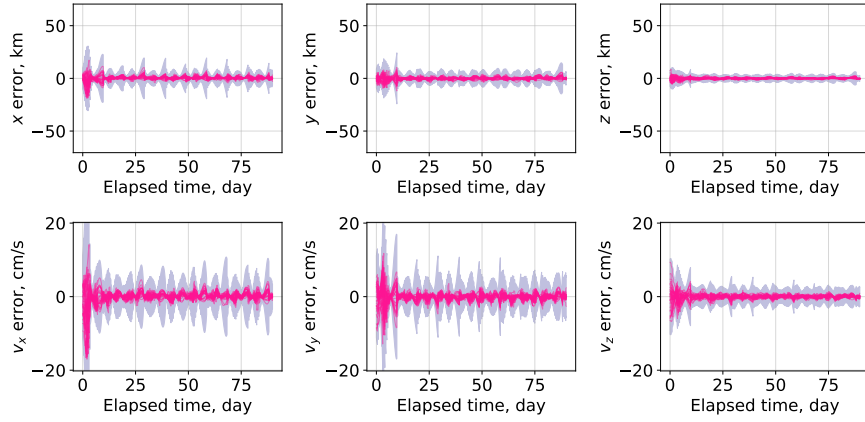 x error, km
50
0
−50
0 25 50 75
Elapsed time, day
y error, km
50
0
−50
0 25 50 75
Elapsed time, day
z error, km
50
0
−50
0 25 50 75
Elapsed time, day
vx error, cm/s
20
0
−20
0 25 50 75
Elapsed time, day
vy error, cm/s
20
0
−20
0 25 50 75
Elapsed time, day
vz error, cm/s
20
0
−20
0 25 50 75
Elapsed time, day